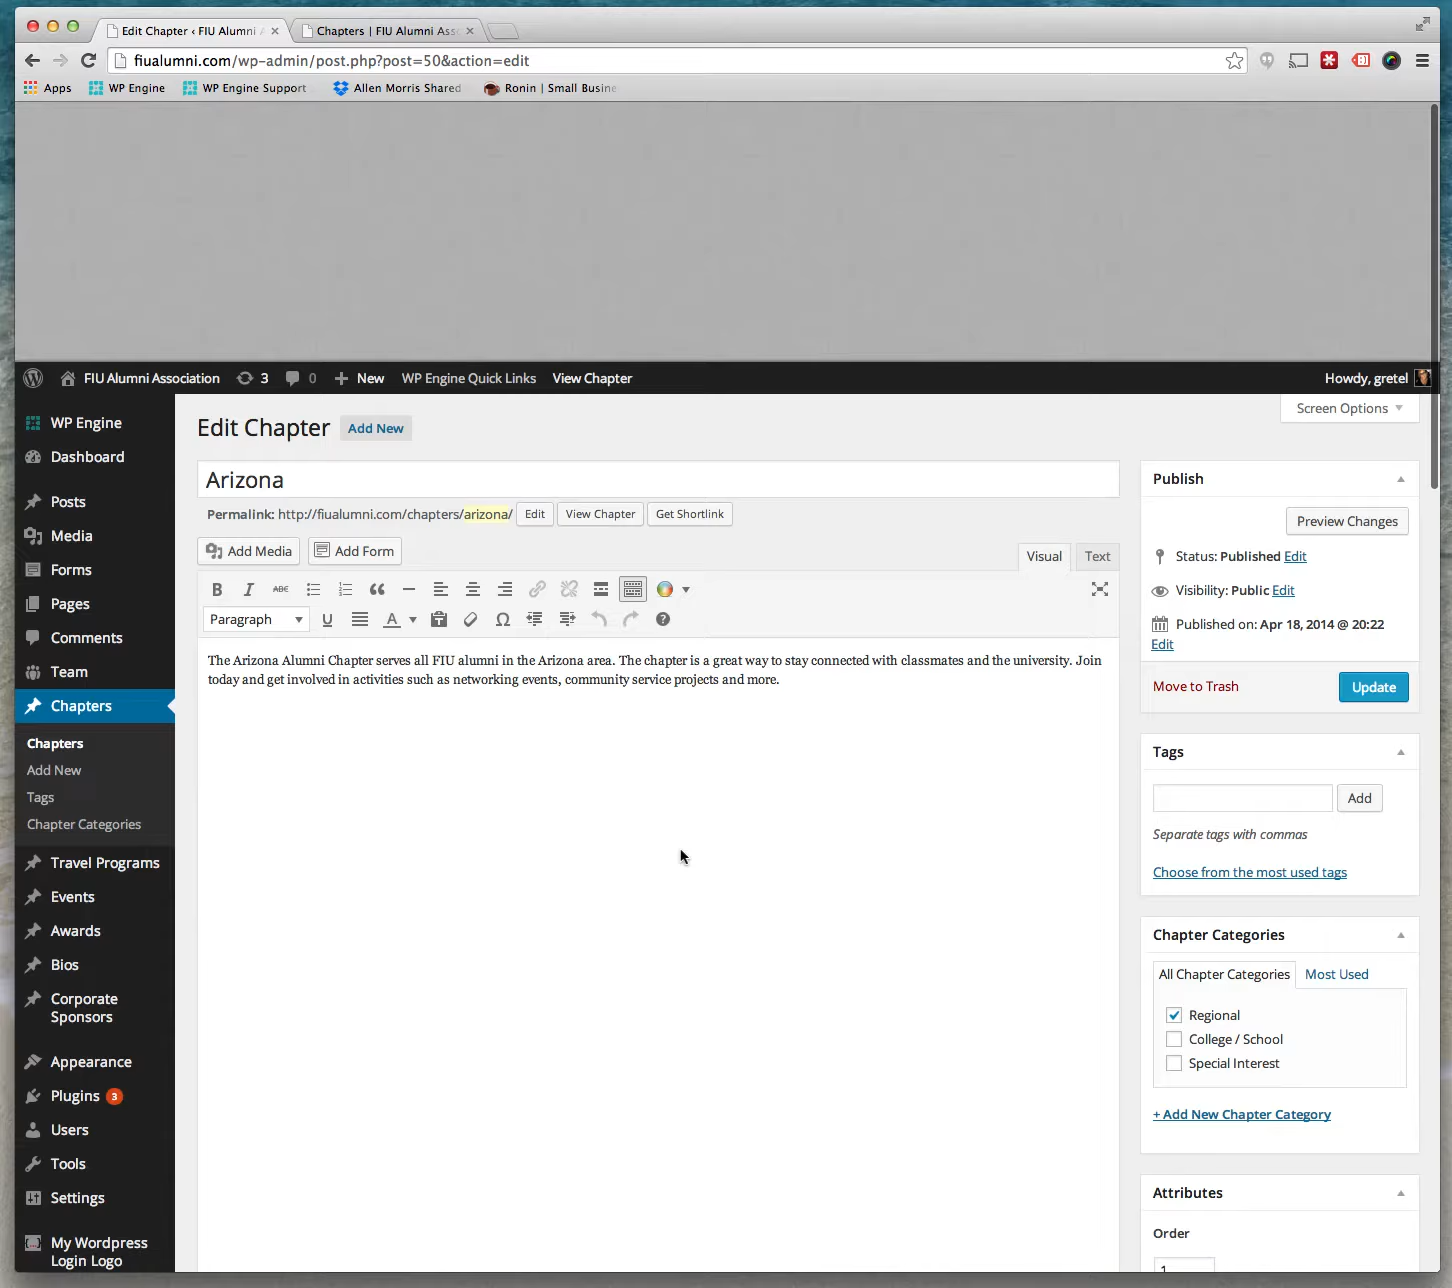 Edit Chapter ‹ FIU Alumni A
Chapters | FIU Alumni Ass
fiualumni.com/wp-admin/post.php?post=50&action=edit
Apps WP Engine WP Engine Support Allen Morris Shared Ronin | Small Busine
FIU Alumni Association 3 0 New WP Engine Quick Links View Chapter Howdy, gretel
Screen Options
WP Engine
Dashboard
Posts
Media
Forms
Pages
Comments
Team
Chapters
Chapters
Add New
Tags
Chapter Categories
Travel Programs
Events
Awards
Bios
Corporate
Sponsors
Appearance
Plugins 3
Users
Tools
Settings
My Wordpress
Login Logo
Edit Chapter Add New
Arizona
Permalink: http://fiualumni.com/chapters/arizona/ Edit View Chapter Get Shortlink
Add Media Add Form Visual Text
B I ABC
Paragraph U A Ω ?
The Arizona Alumni Chapter serves all FIU alumni in the Arizona area. The chapter is a great way to stay connected with classmates and the university. Join
today and get involved in activities such as networking events, community service projects and more.
Publish
Preview Changes
Status: Published Edit
Visibility: Public Edit
Published on: Apr 18, 2014 @ 20:22
Edit
Move to Trash Update
Tags
Add
Separate tags with commas
Choose from the most used tags
Chapter Categories
All Chapter Categories Most Used
Regional
College / School
Special Interest
+ Add New Chapter Category
Attributes
Order
1